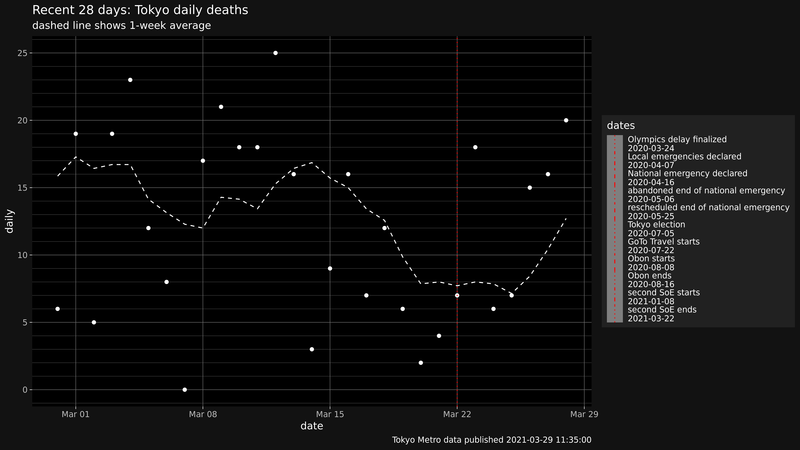 Recent 28 days: Tokyo daily deaths
dashed line shows 1-week average
daily
25
20
15
10
5
0
Mar 01
Mar 08
Mar 15
Mar 22
Mar 29
date
Tokyo Metro data published 2021-03-29 11:35:00
dates
Olympics delay finalized
2020-03-24
Local emergencies declared
2020-04-07
National emergency declared
2020-04-16
abandoned end of national emergency
2020-05-06
rescheduled end of national emergency
2020-05-25
Tokyo election
2020-07-05
GoTo Travel starts
2020-07-22
Obon starts
2020-08-08
Obon ends
2020-08-16
second SoE starts
2021-01-08
second SoE ends
2021-03-22